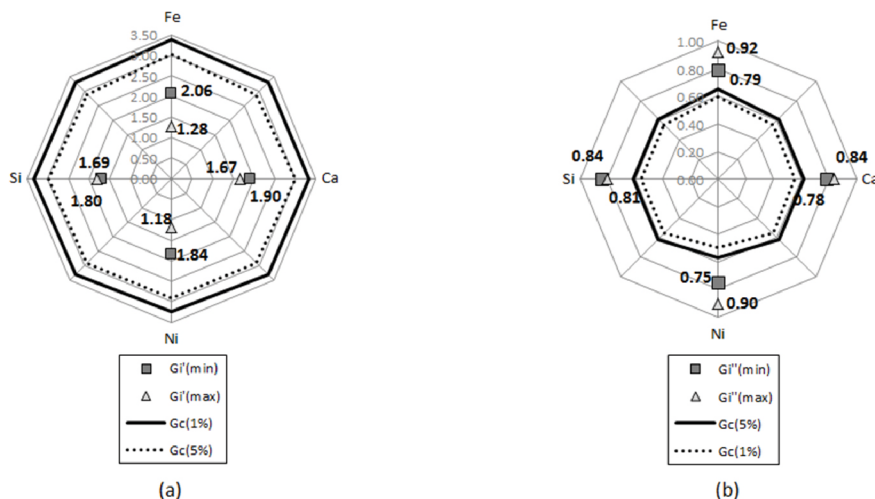 Fe
3.50
3.00
2.50
2.00
1.50
1.00
0.50
0.00
2.06
1.28
1.69
1.67
Si
Ca
1.80
1.90
1.18
1.84
Ni
Gi'(min)
Gi'(max)
Gc(1%)
Gc(5%)
(a)
Fe
1.00
0.80
0.60
0.40
0.20
0.00
0.92
0.79
0.84
0.84
Si
Ca
0.81
0.78
0.75
0.90
Ni
Gi''(min)
Gi''(max)
Gc(5%)
Gc(1%)
(b)